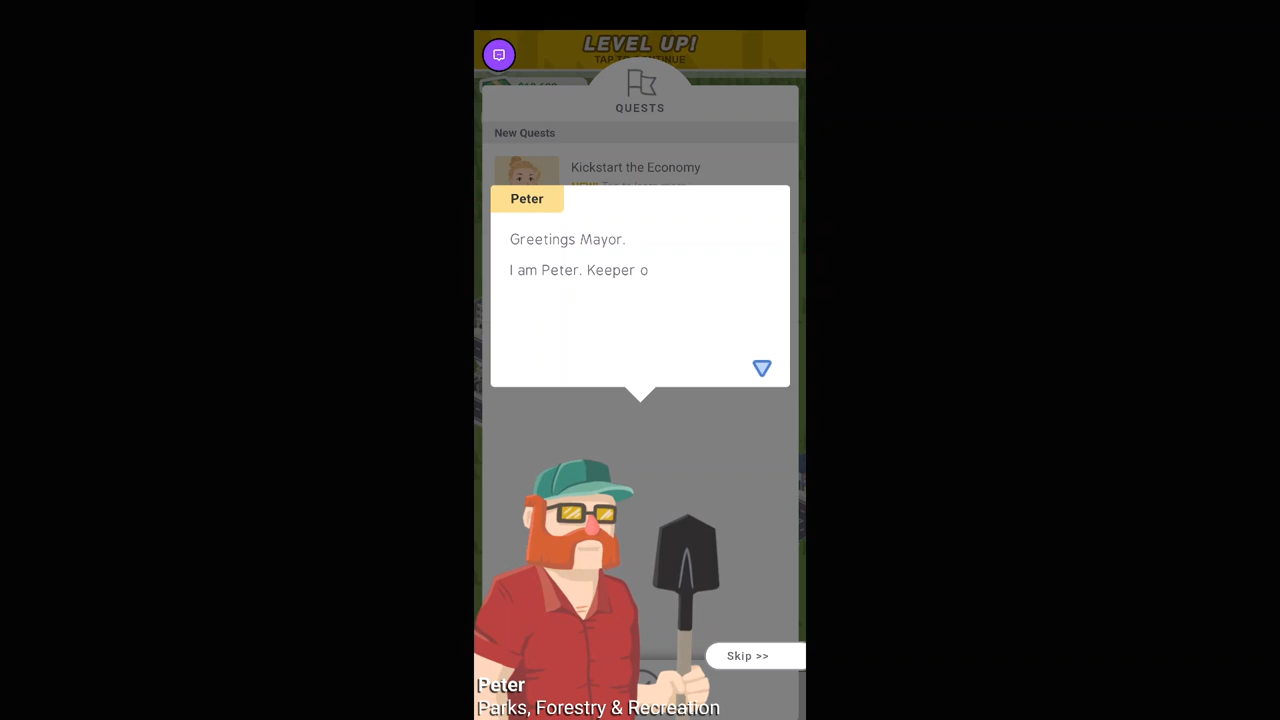 LEVEL UP!
QUESTS
New Quests
Kickstart the Economy
Peter
Greetings Mayor.
I am Peter. Keeper o
Skip >>
Peter
Parks, Forestry & Recreation